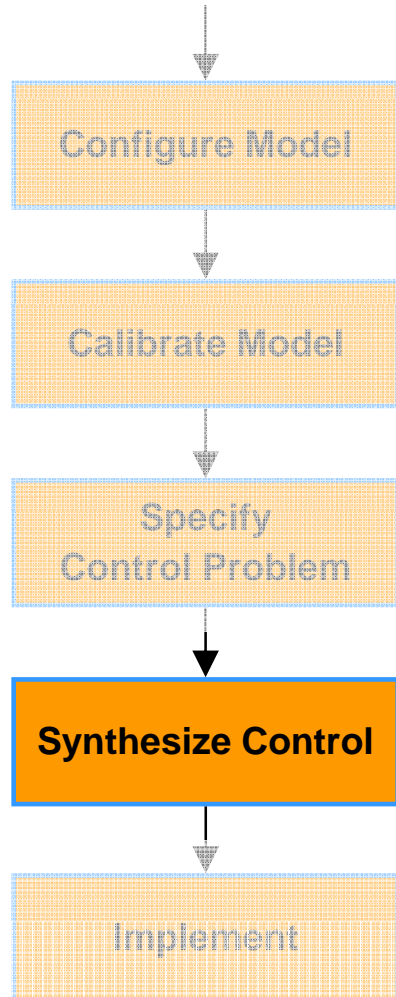 Configure Model
Calibrate Model
Specify
Control Problem
Synthesize Control
Implement